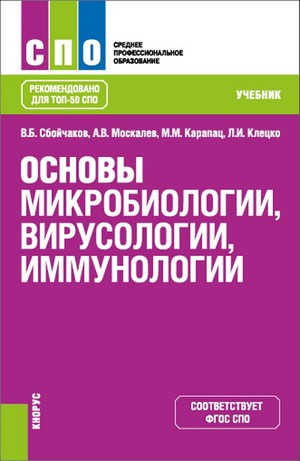 СПО
СРЕДНЕЕ
ПРОФЕССИОНАЛЬНОЕ
ОБРАЗОВАНИЕ
РЕКОМЕНДОВАНО
ДЛЯ ТОП-50 СПО
УЧЕБНИК
В.Б. Сбойчаков, А.В. Москалев, М.М. Карапац, Л.И. Клецко
ОСНОВЫ
МИКРОБИОЛОГИИ,
ВИРУСОЛОГИИ,
ИММУНОЛОГИИ
КНОРУС
СООТВЕТСТВУЕТ
ФГОС СПО